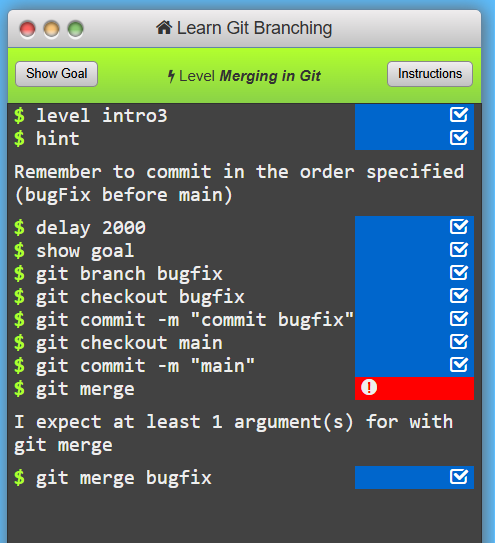 Learn Git Branching
Show Goal
Level Merging in Git
Instructions
$ level intro3
$ hint
Remember to commit in the order specified
(bugFix before main)
$ delay 2000
$ show goal
$ git branch bugfix
$ git checkout bugfix
$ git commit -m "commit bugfix"
$ git checkout main
$ git commit -m "main"
$ git merge
I expect at least 1 argument(s) for with
git merge
$ git merge bugfix